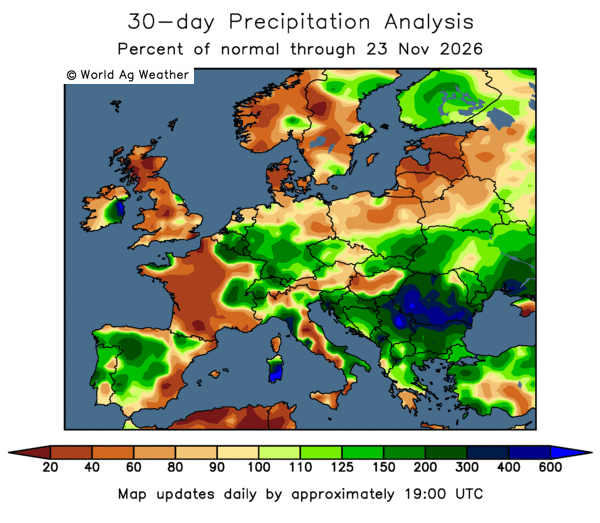 30-day Precipitation Analysis
Percent of normal through 23 Nov 2026
© World Ag Weather
20 40 60 80 90 100 110 125 150 200 300 400 600
Map updates daily by approximately 19:00 UTC